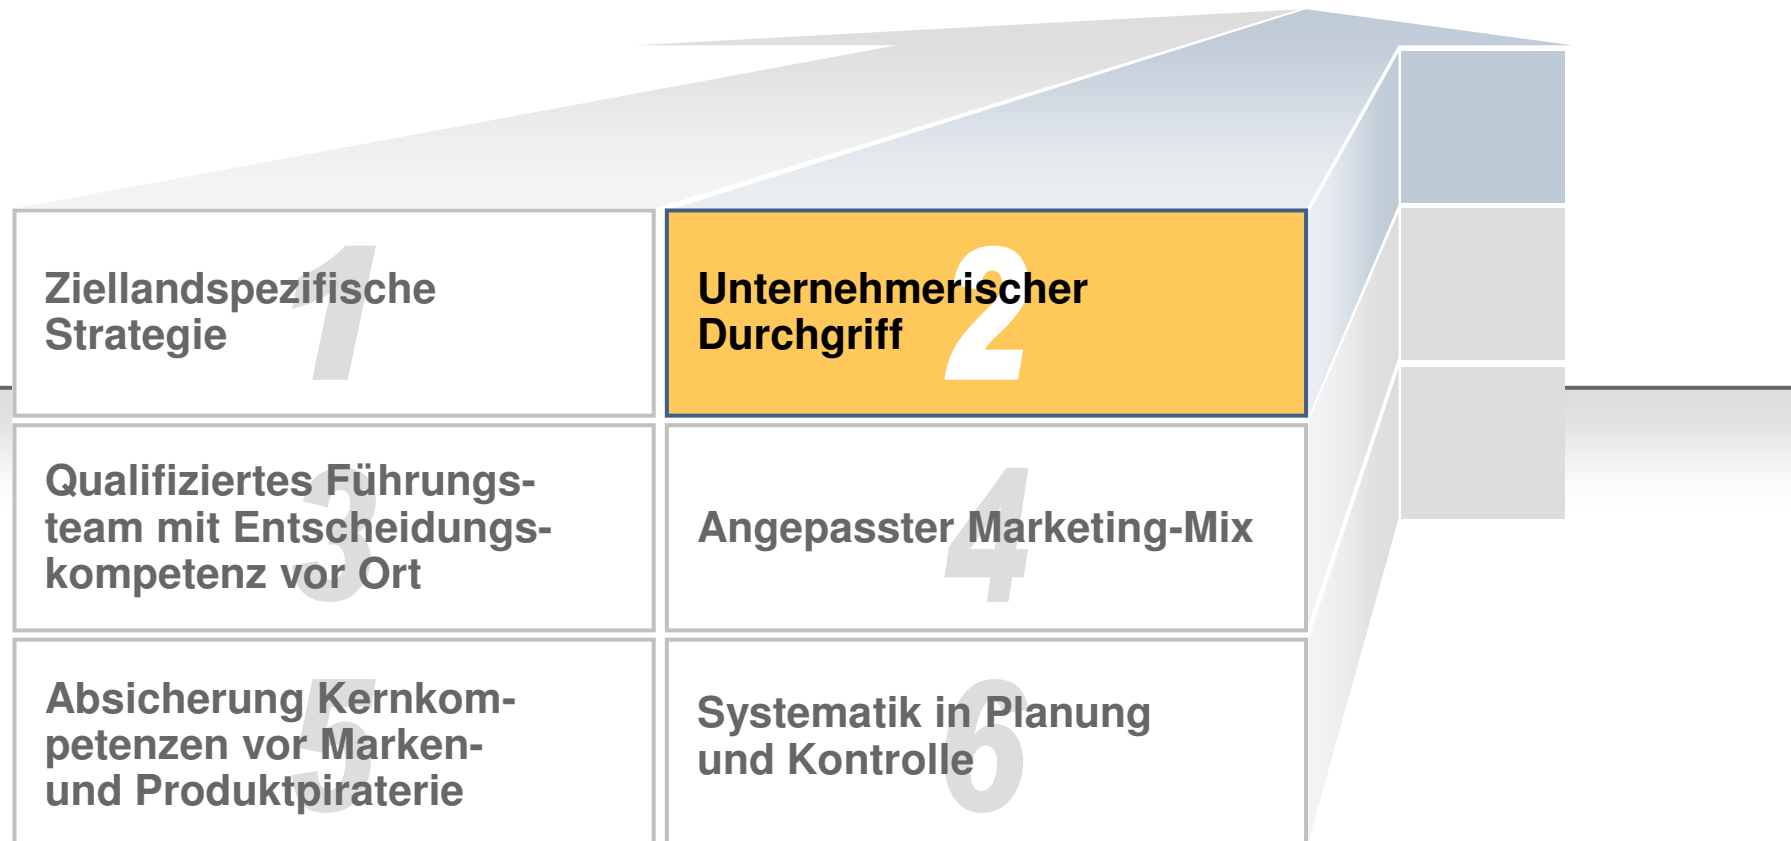 1
Ziellandspezifische
Strategie
2
Unternehmerischer
Durchgriff
3
Qualifiziertes Führungs-
team mit Entscheidungs-
kompetenz vor Ort
4
Angepasster Marketing-Mix
5
Absicherung Kernkom-
petenzen vor Marken-
und Produktpiraterie
6
Systematik in Planung
und Kontrolle